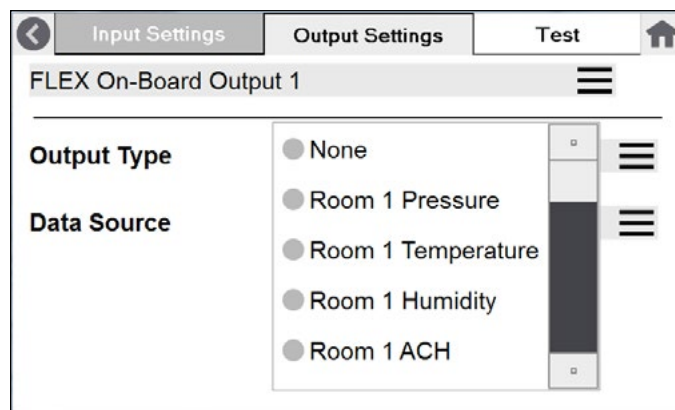 Input Settings Output Settings Test
FLEX On-Board Output 1
Output Type
None
Room 1 Pressure
Data Source
Room 1 Temperature
Room 1 Humidity
Room 1 ACH